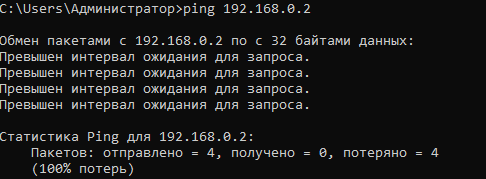 C:\Users\Администратор>ping 192.168.0.2
Обмен пакетами с 192.168.0.2 по с 32 байтами данных:
Превышен интервал ожидания для запроса.
Превышен интервал ожидания для запроса.
Превышен интервал ожидания для запроса.
Превышен интервал ожидания для запроса.
Статистика Ping для 192.168.0.2:
Пакетов: отправлено = 4, получено = 0, потеряно = 4
(100% потерь)